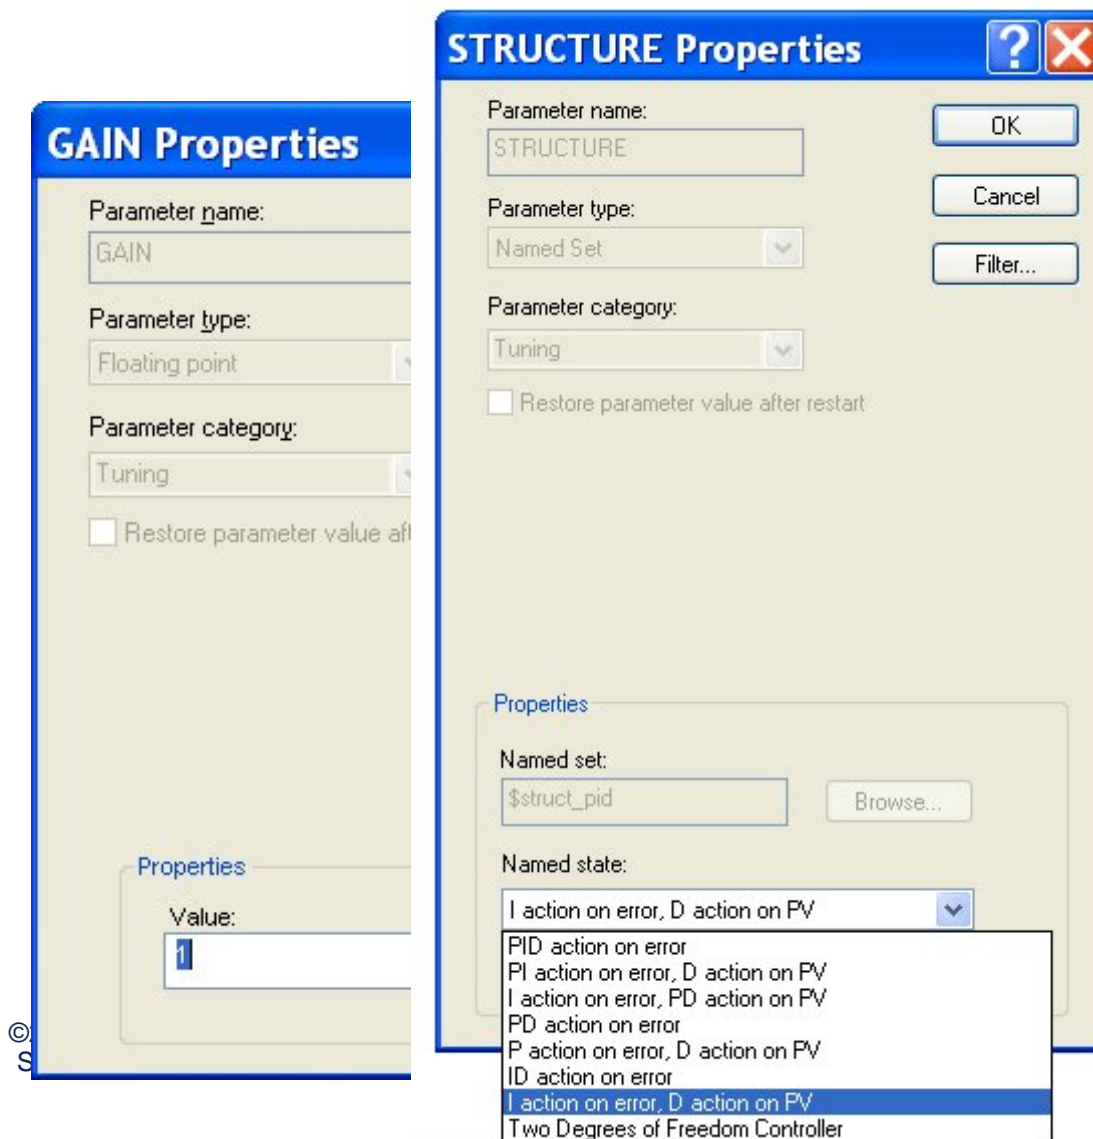 STRUCTURE Properties
Parameter name:
STRUCTURE
OK
Parameter type:
Named Set
Cancel
Filter...
Parameter category:
Tuning
Restore parameter value after restart
Properties
Named set:
$struct_pid
Browse...
Named state:
I action on error, D action on PV
PID action on error
PI action on error, D action on PV
I action on error, PD action on PV
PD action on error
P action on error, D action on PV
ID action on error
I action on error, D action on PV
Two Degrees of Freedom Controller
GAIN Properties
Parameter name:
GAIN
Parameter type:
Floating point
Parameter category:
Tuning
Restore parameter value
Properties
Value:
1
©
S